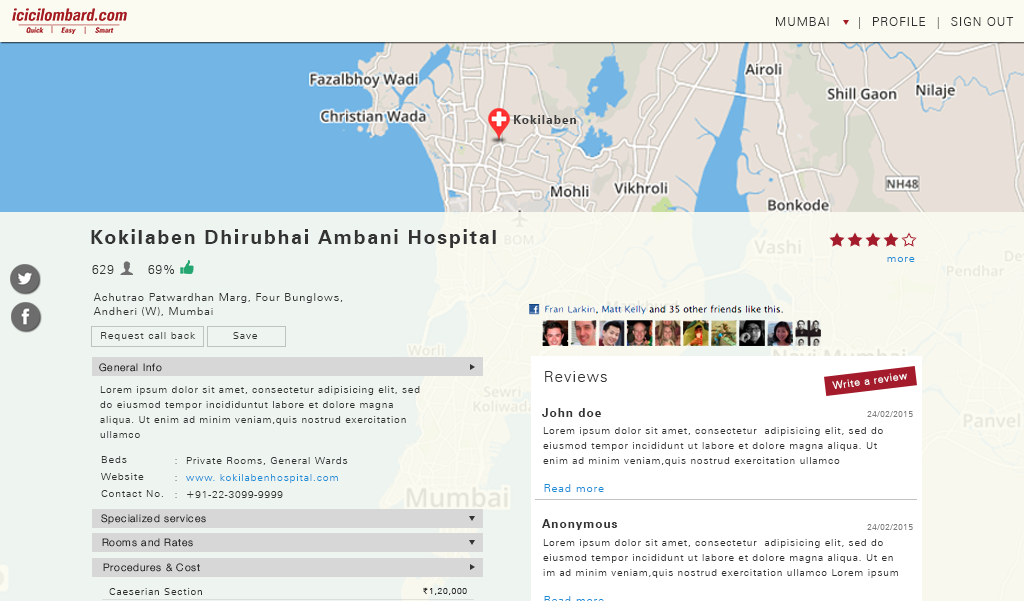 icicilombard.com
Quick | Easy | Smart
MUMBAI | PROFILE | SIGN OUT
Fazalbhoy Wadi
Airoli
Shill Gaon
Nilaje
Christian Wada
Kokilaben
Mohli
Vikhroli
NH48
Bonkode
Kokilaben Dhirubhai Ambani Hospital
BOM
Vashi
more
629 69%
Pendhar
Achutrao Patwardhan Marg, Four Bunglows,
Andheri (W), Mumbai
Fran Larkin, Matt Kelly and 35 other friends like this.
Request call back
Save
Worli
Navi Mumbai
General Info
Lorem ipsum dolor sit amet, consectetur adipisicing elit, sed
do eiusmod tempor incididuntut labore et dolore magna
aliqua. Ut enim ad minim veniam,quis nostrud exercitation
ullamco
Sewri
Koliwada
Beds : Private Rooms, General Wards
Website : www. kokilabenhospital.com
Contact No. : +91-22-3099-9999
Mumbai
Specialized services
Rooms and Rates
Procedures & Cost
Caeserian Section ₹1,20,000
Reviews
Write a review
John doe
24/02/2015
Lorem ipsum dolor sit amet, consectetur adipisicing elit, sed do
eiusmod tempor incididunt ut labore et dolore magna aliqua. Ut
enim ad minim veniam,quis nostrud exercitation ullamco
Read more
Panvel
Anonymous
24/02/2015
Lorem ipsum dolor sit amet, consectetur adipisicing elit, sed do
eiusmod tempor incididunt ut labore et dolore magna aliqua. Ut en
im ad minim veniam,quis nostrud exercitation ullamco Lorem ipsum
Read more